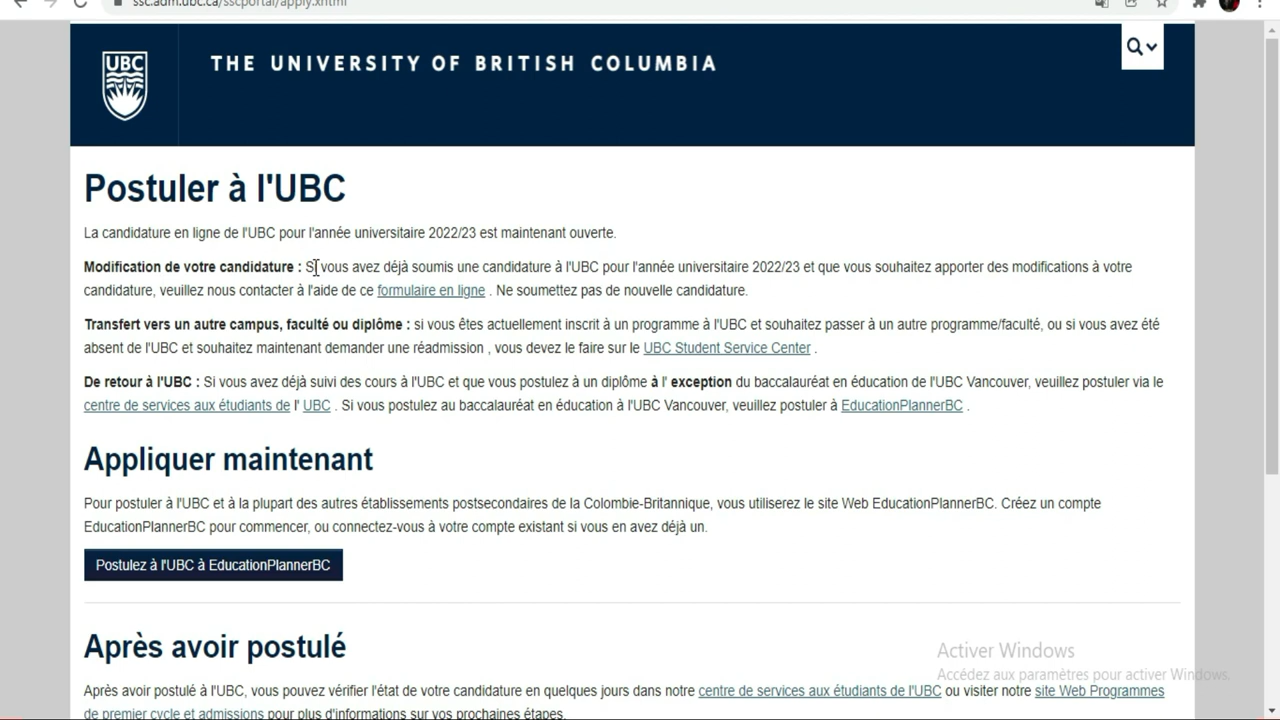 ssc.adm.ubc.ca/sscportal/apply.xhtml
UBC
THE UNIVERSITY OF BRITISH COLUMBIA
Postuler à l'UBC
La candidature en ligne de l'UBC pour l'année universitaire 2022/23 est maintenant ouverte.
Modification de votre candidature : Si vous avez déjà soumis une candidature à l'UBC pour l'année universitaire 2022/23 et que vous souhaitez apporter des modifications à votre
candidature, veuillez nous contacter à l'aide de ce formulaire en ligne . Ne soumettez pas de nouvelle candidature.
Transfert vers un autre campus, faculté ou diplôme : si vous êtes actuellement inscrit à un programme à l'UBC et souhaitez passer à un autre programme/faculté, ou si vous avez été
absent de l'UBC et souhaitez maintenant demander une réadmission , vous devez le faire sur le UBC Student Service Center .
De retour à l'UBC : Si vous avez déjà suivi des cours à l'UBC et que vous postulez à un diplôme à l' exception du baccalauréat en éducation de l'UBC Vancouver, veuillez postuler via le
centre de services aux étudiants de l' UBC . Si vous postulez au baccalauréat en éducation à l'UBC Vancouver, veuillez postuler à EducationPlannerBC .
Appliquer maintenant
Pour postuler à l'UBC et à la plupart des autres établissements postsecondaires de la Colombie-Britannique, vous utiliserez le site Web EducationPlannerBC. Créez un compte
EducationPlannerBC pour commencer, ou connectez-vous à votre compte existant si vous en avez déjà un.
Postulez à l'UBC à EducationPlannerBC
Après avoir postulé
Activer Windows
Accédez aux paramètres pour activer Windows.
Après avoir postulé à l'UBC, vous pouvez vérifier l'état de votre candidature en quelques jours dans notre centre de services aux étudiants de l'UBC ou visiter notre site Web Programmes
de premier cycle et admissions pour plus d'informations sur vos prochaines étapes.